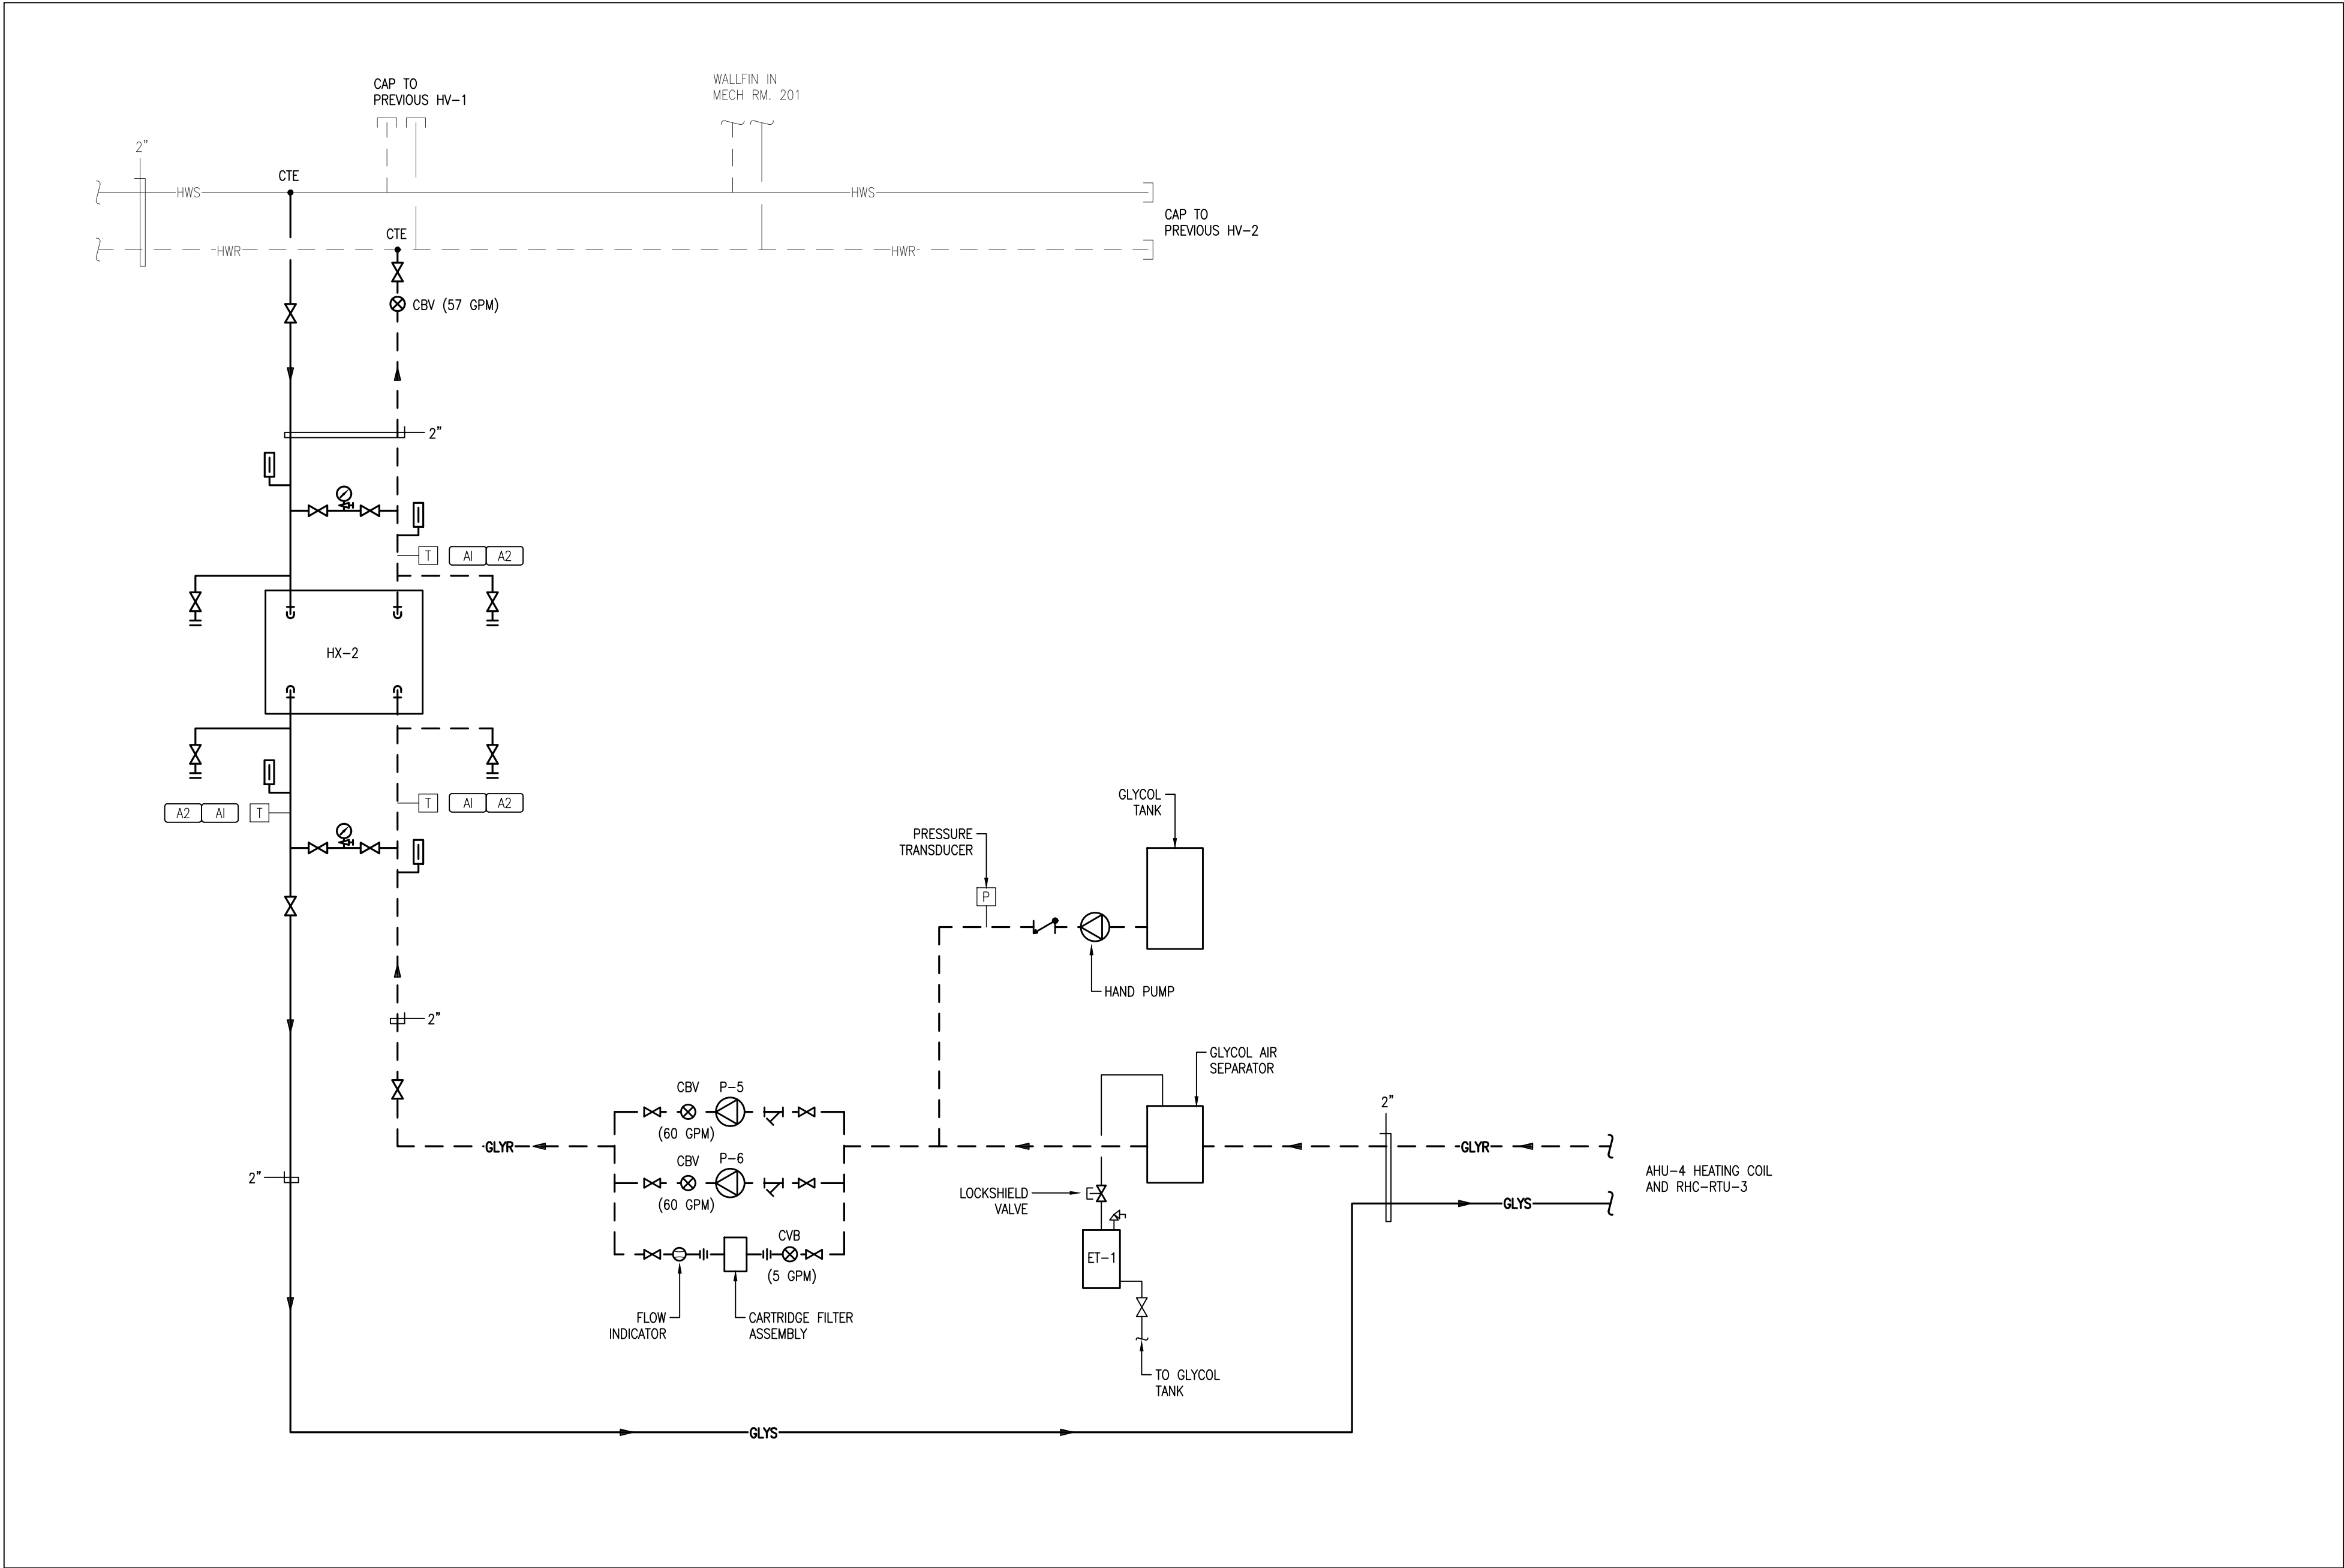 CAP TO
PREVIOUS HV-1
WALLFIN IN
MECH RM. 201
2"
CTE
HWS
HWS
CAP TO
PREVIOUS HV-2
CTE
HWR
HWR
CBV (57 GPM)
2"
T AI A2
HX-2
A2 AI T
T AI A2
GLYCOL
TANK
PRESSURE
TRANSDUCER
P
HAND PUMP
2"
GLYCOL AIR
SEPARATOR
CBV P-5
(60 GPM)
2"
GLYR
GLYR
CBV P-6
(60 GPM)
AHU-4 HEATING COIL
AND RHC-RTU-3
2"
LOCKSHIELD
VALVE
GLYS
CVB
(5 GPM)
ET-1
FLOW
INDICATOR
CARTRIDGE FILTER
ASSEMBLY
TO GLYCOL
TANK
GLYS